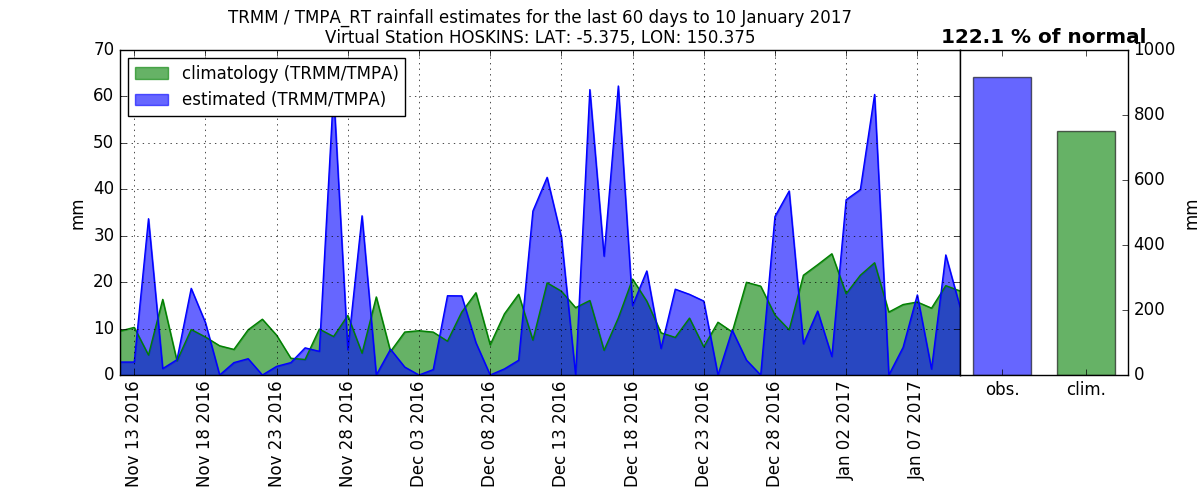 TRMM / TMPA_RT rainfall estimates for the last 60 days to 10 January 2017
Virtual Station HOSKINS: LAT: -5.375, LON: 150.375
122.1 % of normal
climatology (TRMM/TMPA)
estimated (TRMM/TMPA)
70
60
50
40
30
20
10
0
mm
Nov 13 2016
Nov 18 2016
Nov 23 2016
Nov 28 2016
Dec 03 2016
Dec 08 2016
Dec 13 2016
Dec 18 2016
Dec 23 2016
Dec 28 2016
Jan 02 2017
Jan 07 2017
obs.
clim.
1000
800
600
400
200
0
mm